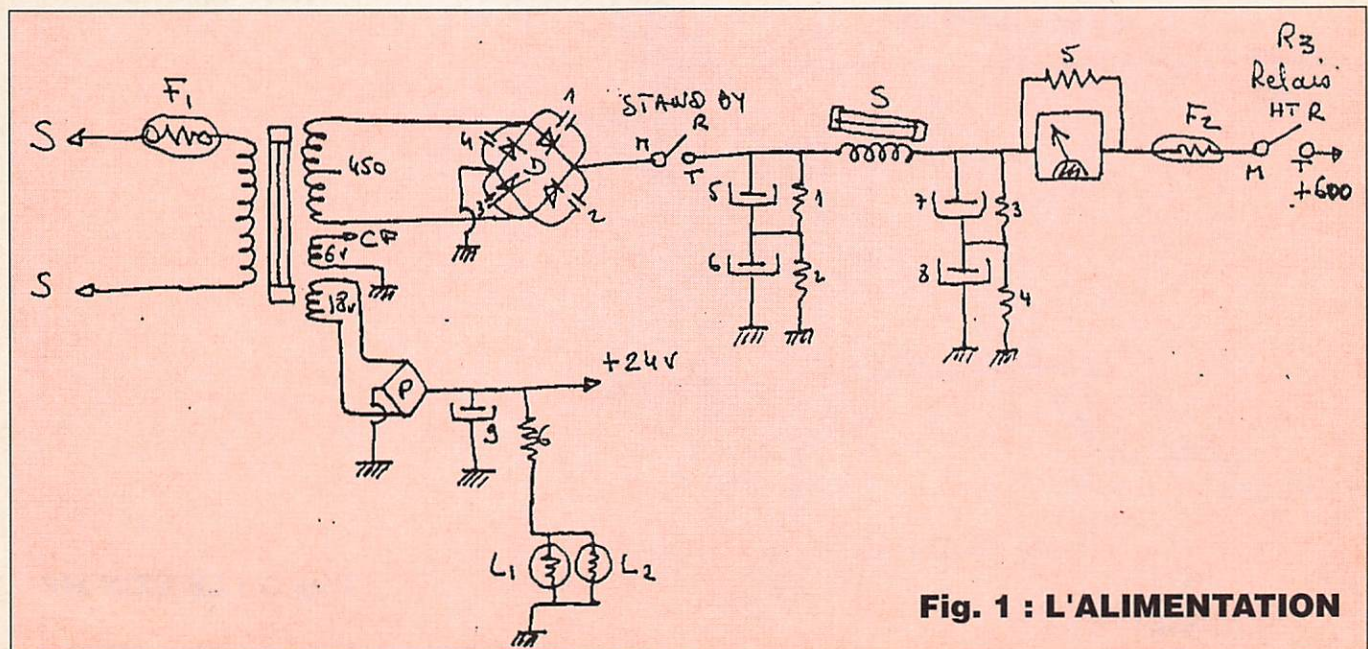 F1
S
S
450
6v
CF
18v
4
1
D
3
2
STAND BY
M
R
T
5
1
6
2
S
7
3
8
4
5
F2
R3
Relais
HT R
M
T
+600
P
9
6
+24v
L1
L2
Fig. 1 : L'ALIMENTATION